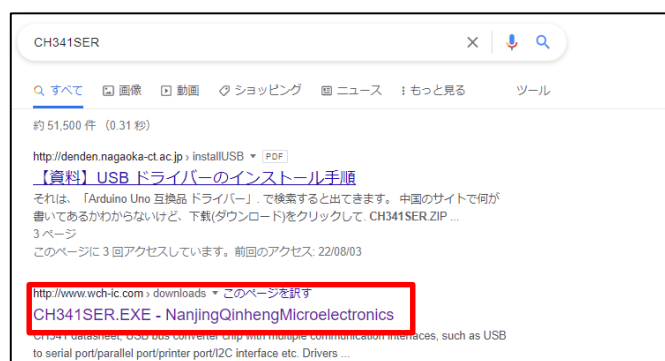 CH341SER
すべて 画像 動画 ショッピング ニュース もっと見る ツール
約 51,500 件 (0.31 秒)
http://denden.nagaoka-ct.ac.jp › installUSB PDF
【資料】USB ドライバーのインストール手順
それは、「Arduino Uno 互換品 ドライバー」. で検索すると出てきます。 中国のサイトで何が
書いてあるかわからないけど、下載(ダウンロード)をクリックして. CH341SER.ZIP ...
3 ページ
このページに 3 回アクセスしています。前回のアクセス: 22/08/03
http://www.wch-ic.com › downloads このページを訳す
CH341SER.EXE - NanjingQinhengMicroelectronics
CH341 datasheet, USB bus converter chip with multiple communication interfaces, such as USB
to serial port/parallel port/printer port/I2C interface etc. Drivers ...